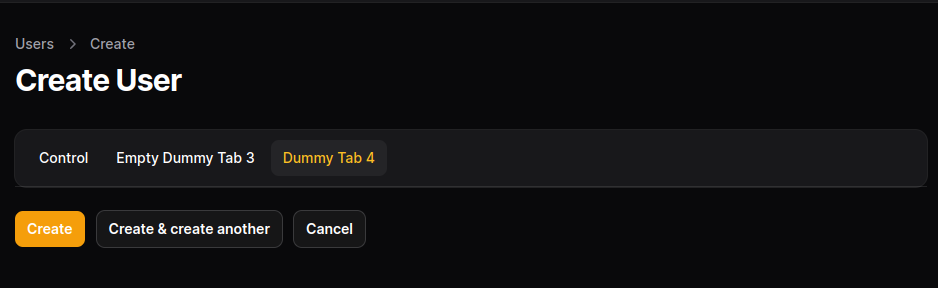 Users > Create
Create User
Control Empty Dummy Tab 3 Dummy Tab 4
Create Create & create another Cancel